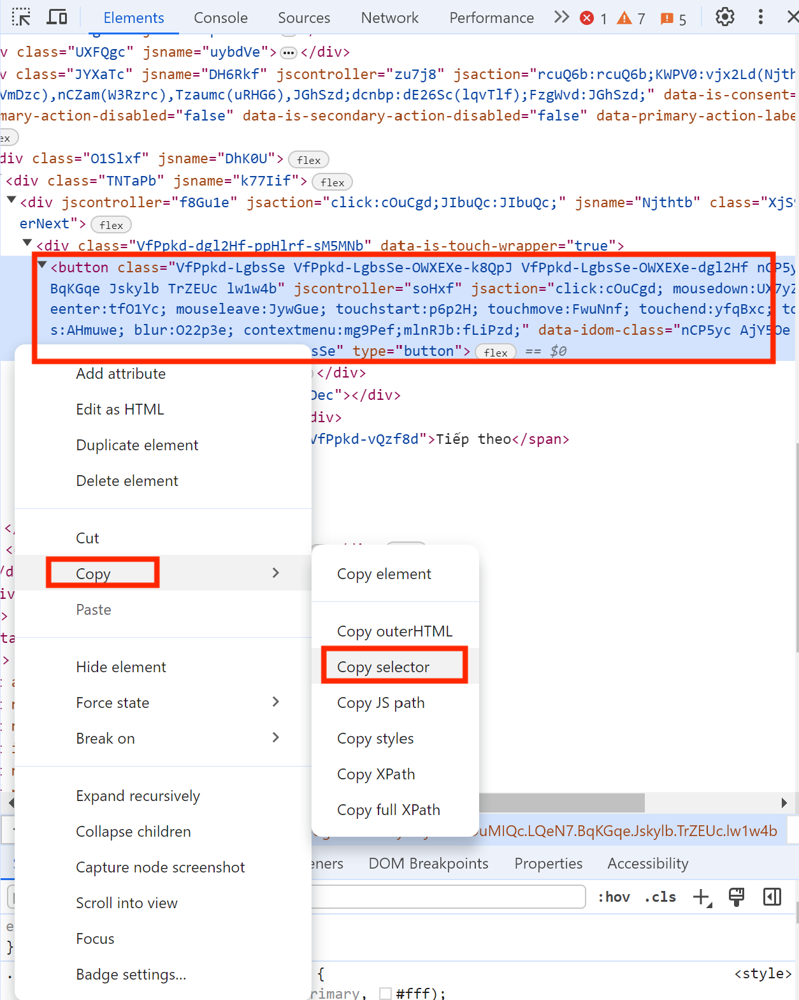 Elements Console Sources Network Performance 1 7 5
v class="UXFQgc" jsname="uybdVe"> ••• </div>
v class="JYXaTc" jsname="DH6Rkf" jscontroller="zu7j8" jsaction="rcuQ6b:rcuQ6b;KWPV0:vjx2Ld(Njth
VmDzc),nCZam(W3Rzrc),Tzaumc(uRHG6),JGhSzd;dcnbp:dE26Sc(lqvTlf);FzgWvd:JGhSzd;" data-is-consent=
mary-action-disabled="false" data-is-secondary-action-disabled="false" data-primary-action-labe
ex
div class="O1Slxf" jsname="DhK0U"> flex
<div class="TNTaPb" jsname="k77Iif"> flex
<div jscontroller="f8Gu1e" jsaction="click:cOuCgd;JIbuQc:JIbuQc;" jsname="Njthtb" class="XjS9
erNext"> flex
<div class="VfPpkd-dgl2Hf-ppHlrf-sM5MNb" data-is-touch-wrapper="true">
<button class="VfPpkd-LgbsSe VfPpkd-LgbsSe-OWXEXe-k8QpJ VfPpkd-LgbsSe-OWXEXe-dgl2Hf nCP5y
BqKGqe Jskylb TrZEUc lw1w4b" jscontroller="soHxf" jsaction="click:cOuCgd; mousedown:UX7yZ
eenter:tfO1Yc; mouseleave:JywGue; touchstart:p6p2H; touchmove:FwuNnf; touchend:yfqBxc; to
s:AHmuwe; blur:O22p3e; contextmenu:mg9Pef;mlnRJb:fLiPzd;" data-idom-class="nCP5yc AjY5Oe
sSe" type="button"> flex == $0
</div>
Dec"></div>
div>
VfPpkd-vQzf8d">Tiếp theo</span>
Add attribute
Edit as HTML
Duplicate element
Delete element
Cut
Copy
Paste
Hide element
Force state
Break on
Expand recursively
Collapse children
Capture node screenshot
Scroll into view
Focus
Badge settings...
Copy element
Copy outerHTML
Copy selector
Copy JS path
Copy styles
Copy XPath
Copy full XPath
uMIQc.LQeN7.BqKGqe.Jskylb.TrZEUc.lw1w4b
eners DOM Breakpoints Properties Accessibility
:hov .cls
e
}
. { <style>
rimary, #fff);